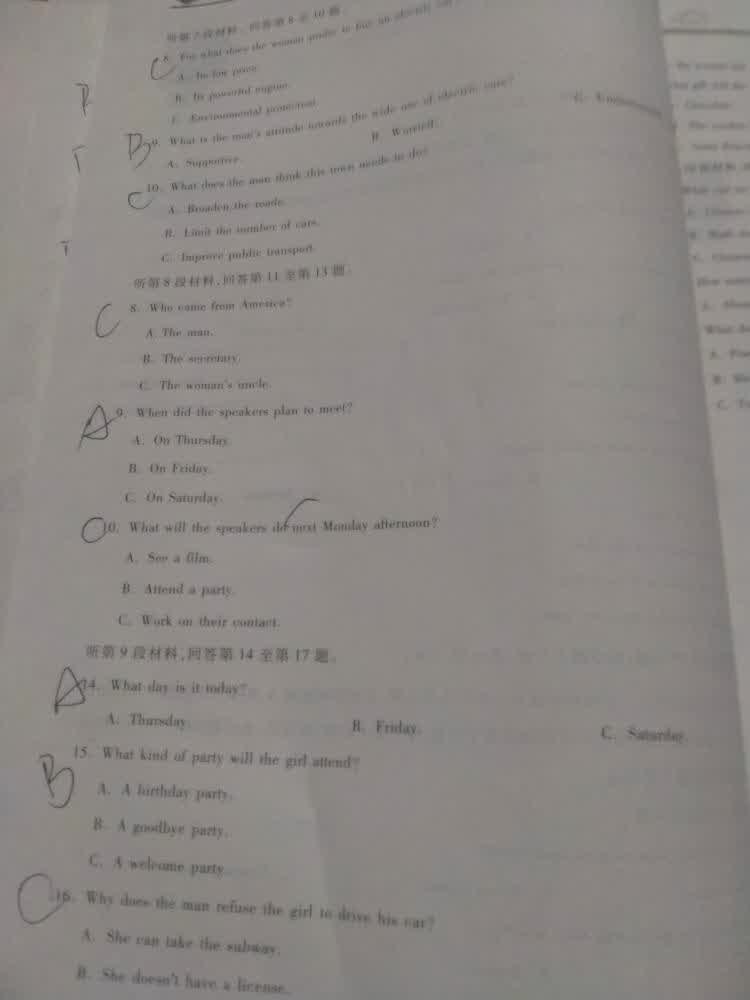 听第7段材料,回答第8至10题。
C 8. For what does the woman prefer to buy an electric
A. Its low price.
B. Its powerful engine.
C. Environmental protection.
B 9. What is the man's attitude towards the wide use of electric cars?
A. Supportive. B. Worried. C.
C 10. What does the man think this town needs to do?
A. Broaden the roads.
B. Limit the number of cars.
C. Improve public transport.
听第8段材料,回答第11至第13题。
C 8. Who came from America?
A. The man.
B. The secretary.
C. The woman's uncle.
A 9. When did the speakers plan to meet?
A. On Thursday.
B. On Friday.
C. On Saturday.
C 10. What will the speakers do next Monday afternoon?
A. See a film.
B. Attend a party.
C. Work on their contact.
听第9段材料,回答第14至第17题。
A 14. What day is it today?
A. Thursday. B. Friday. C. Saturday.
B 15. What kind of party will the girl attend?
A. A birthday party.
B. A goodbye party.
C. A welcome party.
C 16. Why does the man refuse the girl to drive his car?
A. She can take the subway.
B. She doesn't have a license.